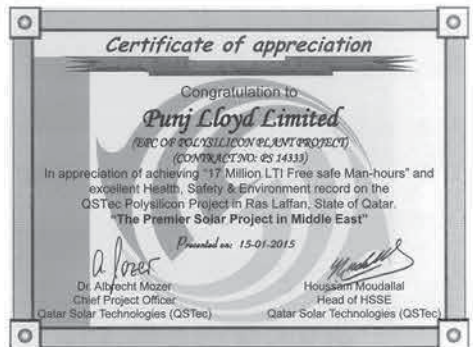 Certificate of appreciation
Congratulation to
Punj Lloyd Limited
(EPC OF POLYSILICON PLANT PROJECT)
(CONTRACT NO: PS 14333)
In appreciation of achieving "17 Million LTI Free safe Man-hours" and
excellent Health, Safety & Environment record on the
QSTec Polysilicon Project in Ras Laffan, State of Qatar.
"The Premier Solar Project in Middle East"
Presented on: 15-01-2015
Dr. Albrecht Mozer
Chief Project Officer
Qatar Solar Technologies (QSTec)
Houssam Moudallal
Head of HSSE
Qatar Solar Technologies (QSTec)